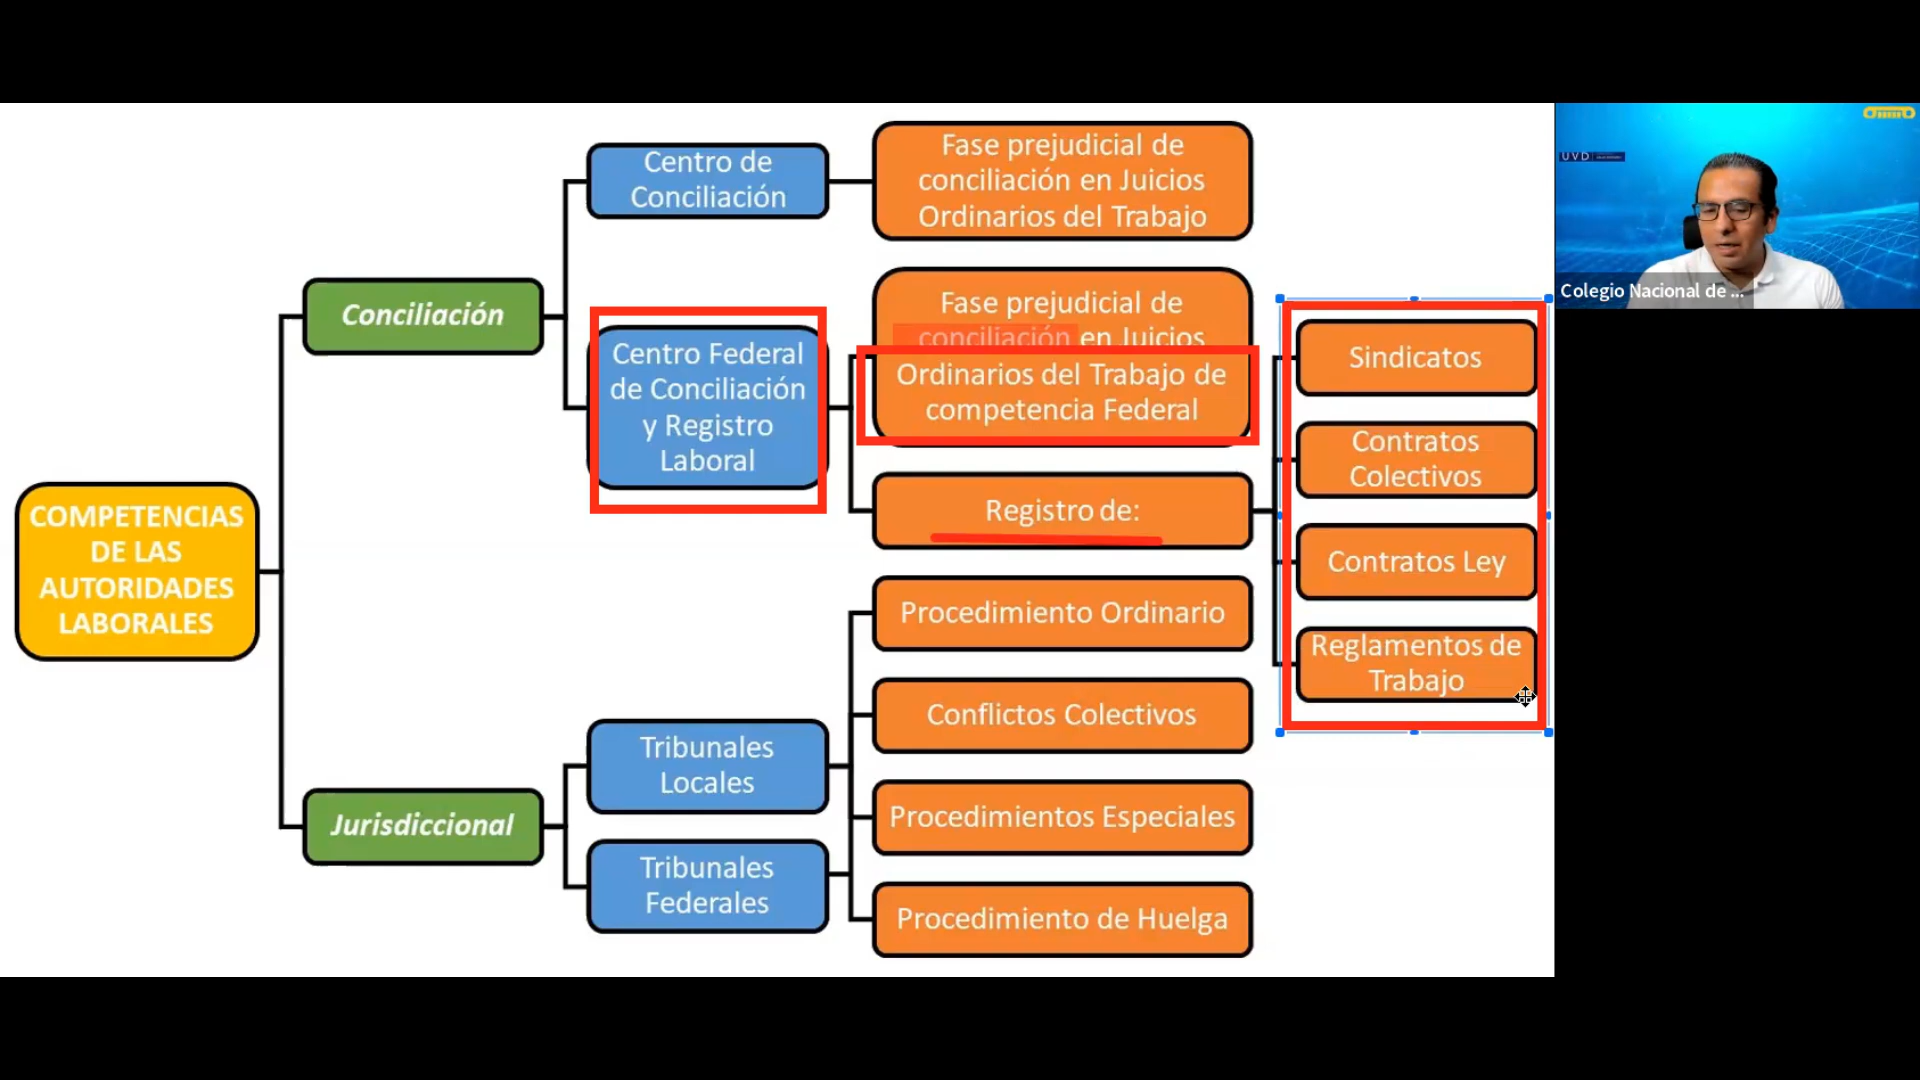 COMPETENCIAS
DE LAS
AUTORIDADES
LABORALES
Conciliación
Centro de
Conciliación
Fase prejudicial de
conciliación en Juicios
Ordinarios del Trabajo
Centro Federal
de Conciliación
y Registro
Laboral
Fase prejudicial de
conciliación en Juicios
Ordinarios del Trabajo de
competencia Federal
Registro de:
Sindicatos
Contratos
Colectivos
Contratos Ley
Reglamentos de
Trabajo
Jurisdiccional
Tribunales
Locales
Tribunales
Federales
Procedimiento Ordinario
Conflictos Colectivos
Procedimientos Especiales
Procedimiento de Huelga
UVD
Colegio Nacional de ...